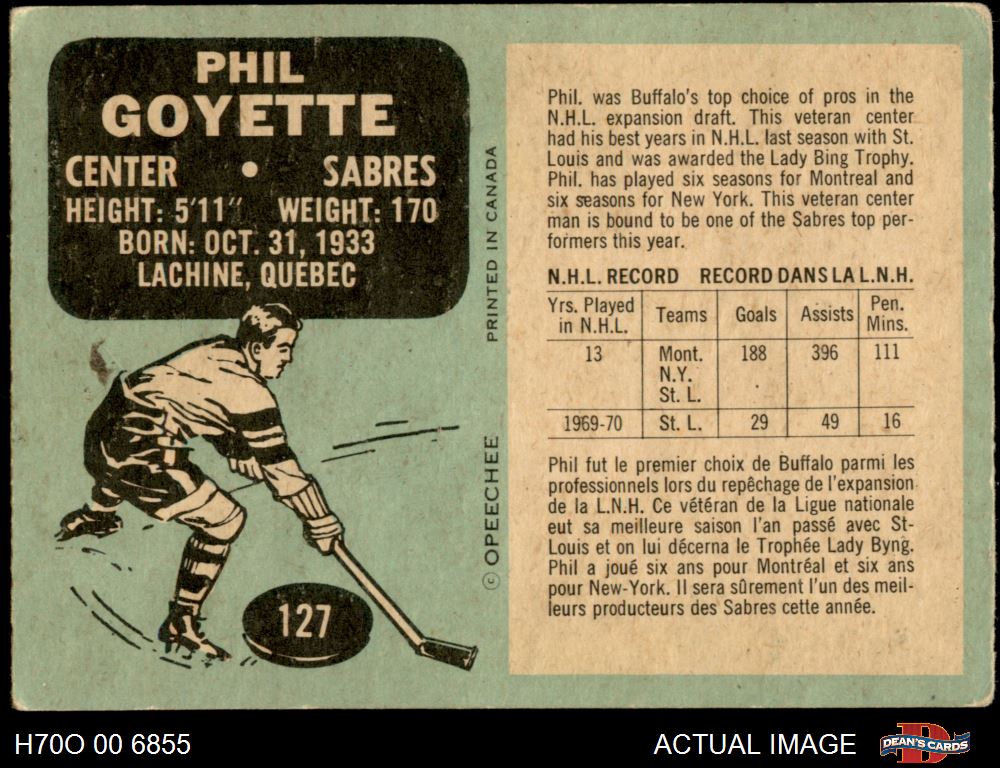 PHIL
GOYETTE
CENTER • SABRES
HEIGHT: 5'11" WEIGHT: 170
BORN: OCT. 31, 1933
LACHINE, QUEBEC
127
© OPEECHEE PRINTED IN CANADA
Phil. was Buffalo's top choice of pros in the
N.H.L. expansion draft. This veteran center
had his best years in N.H.L. last season with St.
Louis and was awarded the Lady Bing Trophy.
Phil. has played six seasons for Montreal and
six seasons for New York. This veteran center
man is bound to be one of the Sabres top per-
formers this year.
N.H.L. RECORD RECORD DANS LA L.N.H.
Yrs. Played
in N.H.L. Teams Goals Assists Pen.
Mins.
13 Mont. 188 396 111
N.Y.
St. L.
1969-70 St. L. 29 49 16
Phil fut le premier choix de Buffalo parmi les
professionnels lors du repêchage de l'expansion
de la L.N.H. Ce vétéran de la Ligue nationale
eut sa meilleure saison l'an passé avec St-
Louis et on lui décerna le Trophée Lady Byng.
Phil a joué six ans pour Montréal et six ans
pour New-York. Il sera sûrement l'un des meil-
leurs producteurs des Sabres cette année.
H70O 00 6855
ACTUAL IMAGE
D
DEAN'S CARDS